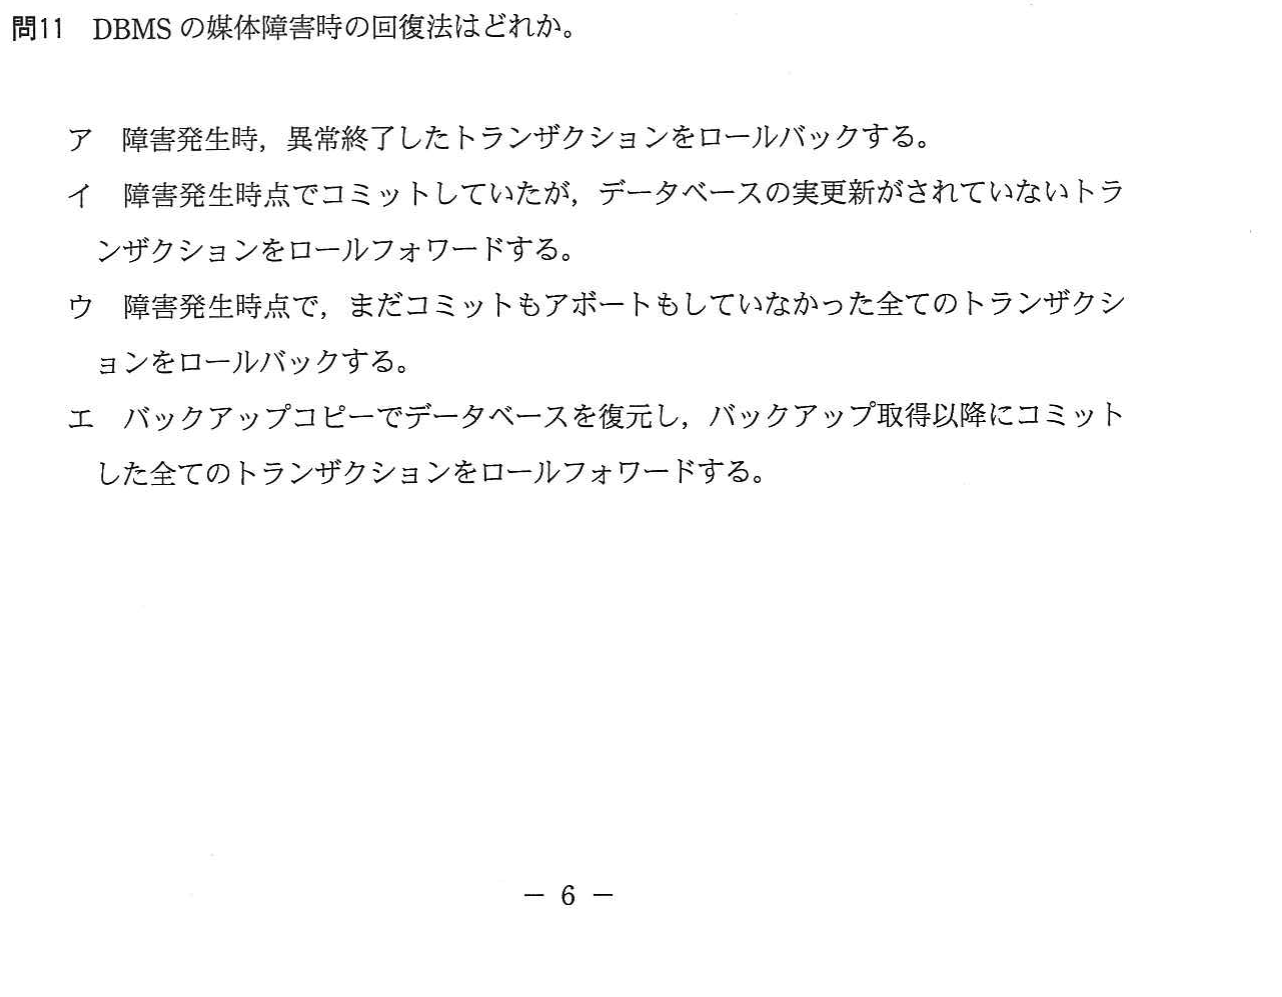 問11 DBMS の媒体障害時の回復法はどれか。
ア 障害発生時，異常終了したトランザクションをロールバックする。
イ 障害発生時点でコミットしていたが，データベースの実更新がされていないトラ
ンザクションをロールフォワードする。
ウ 障害発生時点で，まだコミットもアボートもしていなかった全てのトランザクシ
ョンをロールバックする。
エ バックアップコピーでデータベースを復元し，バックアップ取得以降にコミット
した全てのトランザクションをロールフォワードする。
－ 6 －